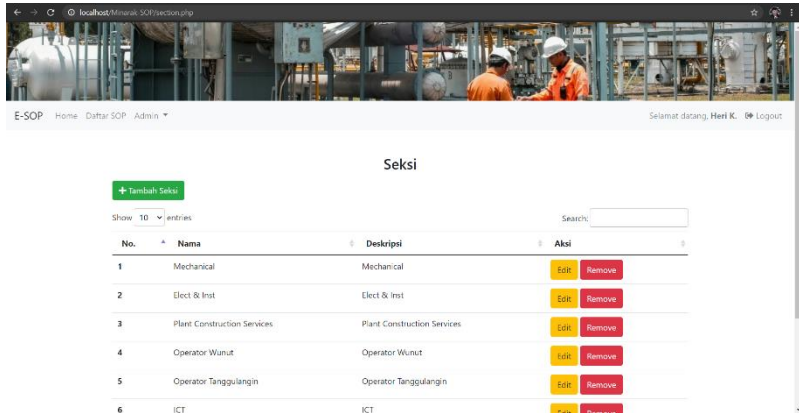 localhost/Minarak-SOP/section.php
E-SOP Home Daftar SOP Admin Selamat datang, Heri K. Logout
Seksi
+ Tambah Seksi
Show 10 entries Search:
No. Nama Deskripsi Aksi
1 Mechanical Mechanical Edit Remove
2 Elect & Inst Elect & Inst Edit Remove
3 Plant Construction Services Plant Construction Services Edit Remove
4 Operator Wunut Operator Wunut Edit Remove
5 Operator Tanggulangin Operator Tanggulangin Edit Remove
6 ICT ICT Edit Remove